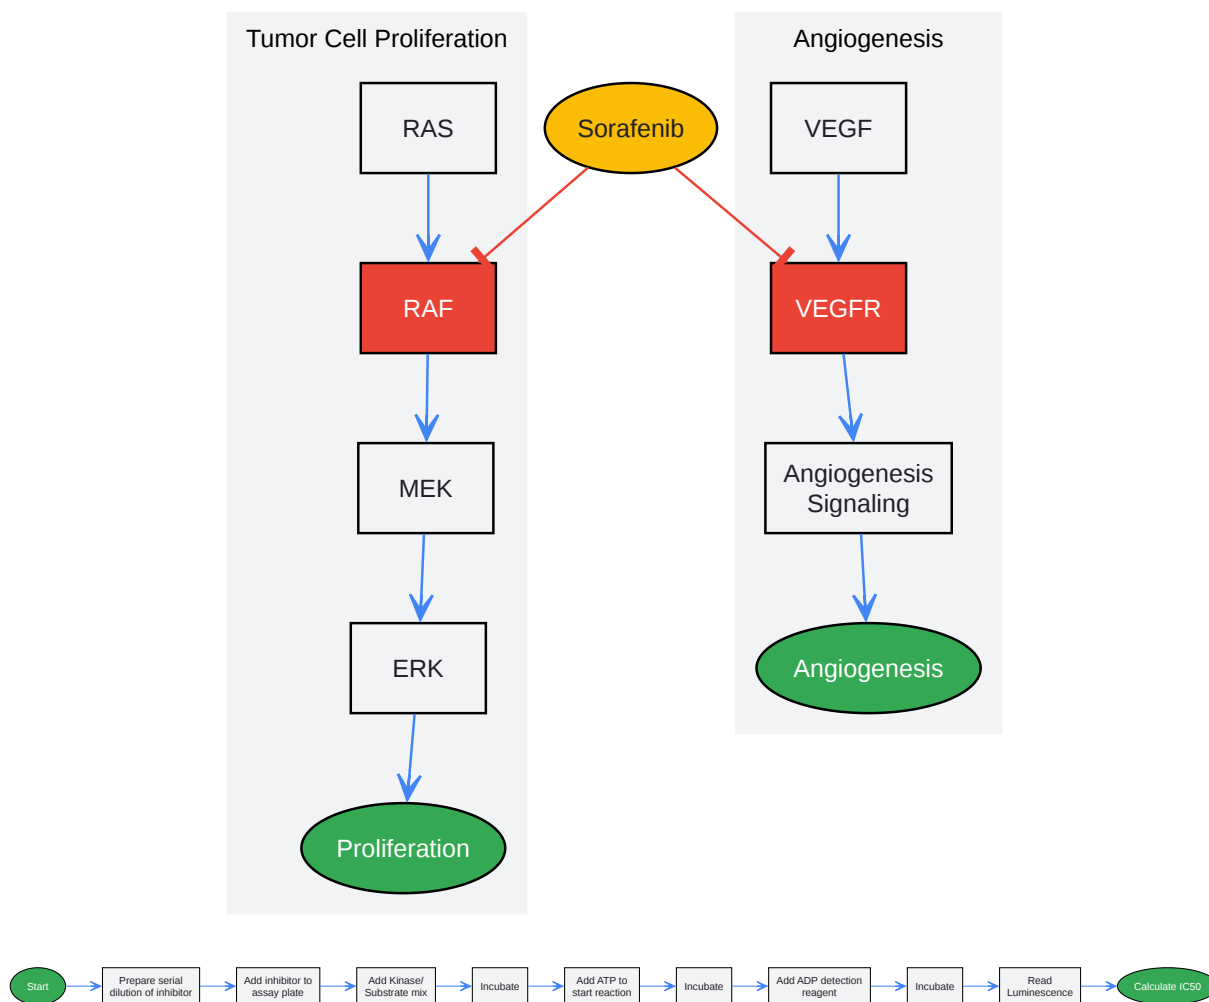 Tumor Cell Proliferation
Angiogenesis
RAS
Sorafenib
VEGF
RAF
VEGFR
MEK
Angiogenesis
Signaling
ERK
Angiogenesis
Proliferation
Start
Prepare serial
dilution of inhibitor
Add inhibitor to
assay plate
Add Kinase/
Substrate mix
Incubate
Add ATP to
start reaction
Incubate
Add ADP detection
reagent
Incubate
Read
Luminescence
Calculate IC50